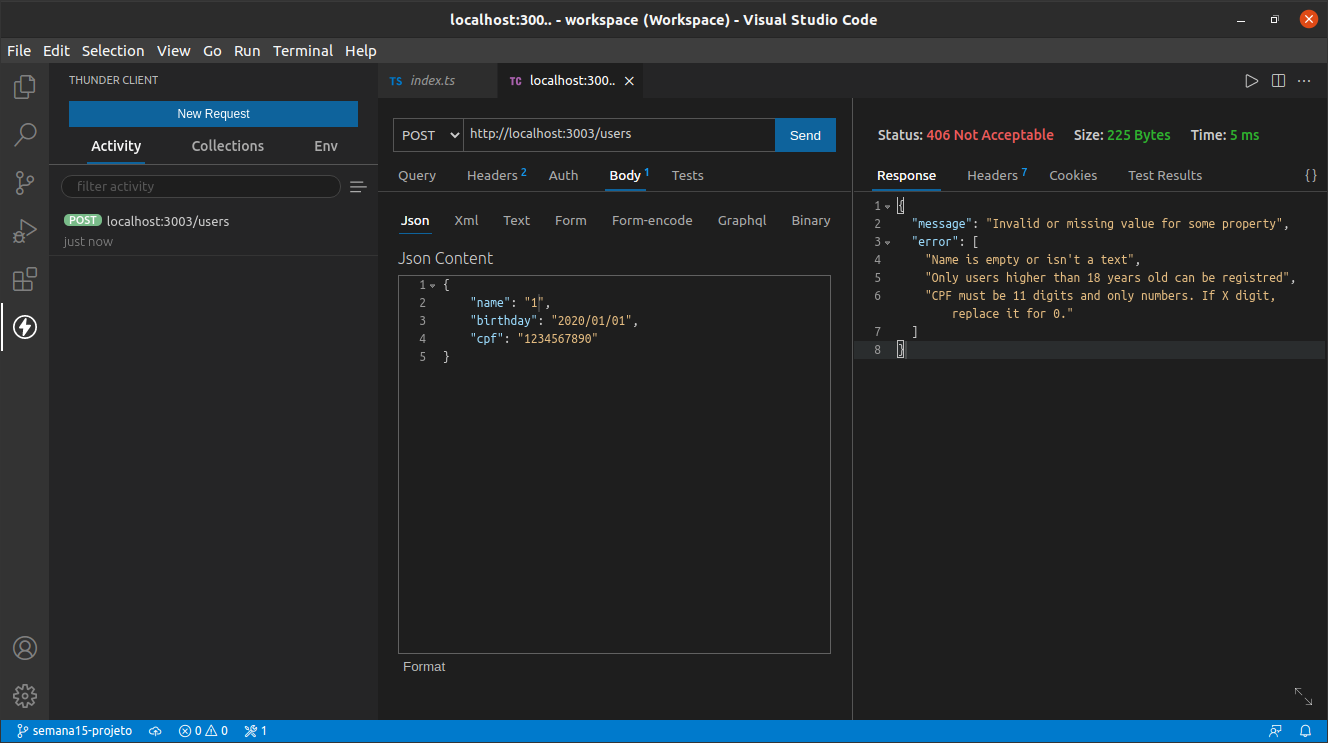 localhost:300.. - workspace (Workspace) - Visual Studio Code
File Edit Selection View Go Run Terminal Help
THUNDER CLIENT
New Request
Activity Collections Env
filter activity
POST localhost:3003/users
just now
TS index.ts
TC localhost:300..
POST http://localhost:3003/users Send
Query Headers 2 Auth Body 1 Tests
Json Xml Text Form Form-encode Graphql Binary
Json Content
1 {
2 "name": "1",
3 "birthday": "2020/01/01",
4 "cpf": "1234567890"
5 }
Format
Status: 406 Not Acceptable Size: 225 Bytes Time: 5 ms
Response Headers 7 Cookies Test Results {}
1 {
2 "message": "Invalid or missing value for some property",
3 "error": [
4 "Name is empty or isn't a text",
5 "Only users higher than 18 years old can be registred",
6 "CPF must be 11 digits and only numbers. If X digit,
replace it for 0."
7 ]
8 }
semana15-projeto 0 0 1